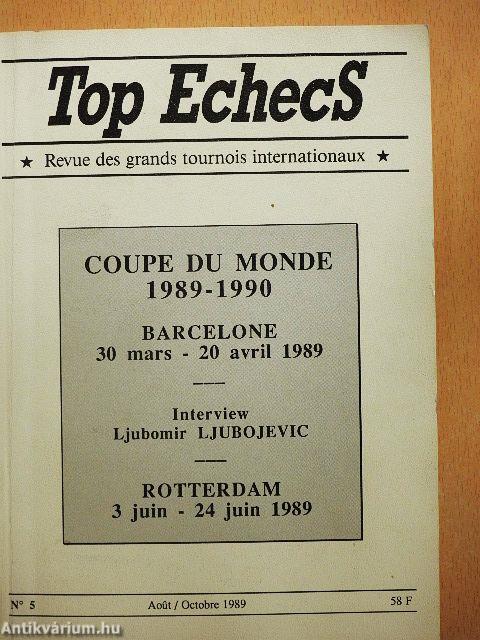 Top EchecS
★ Revue des grands tournois internationaux ★
COUPE DU MONDE
1989-1990
BARCELONE
30 mars - 20 avril 1989
Interview
Ljubomir LJUBOJEVIC
ROTTERDAM
3 juin - 24 juin 1989
N° 5 Août / Octobre 1989 58 F
Antikvárium.hu